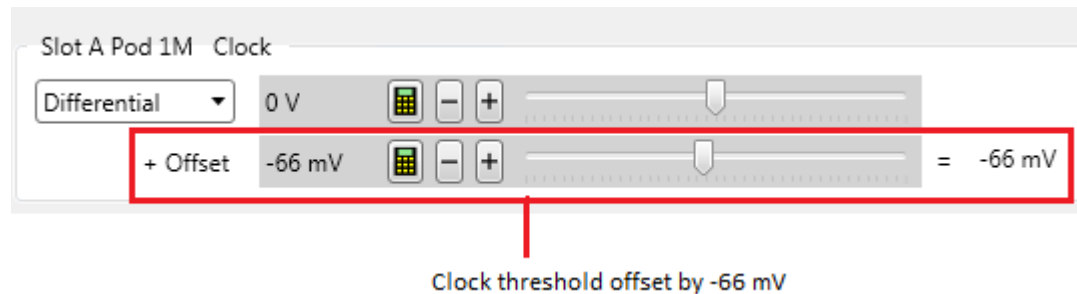 Slot A Pod 1M Clock
Differential 0 V - +
+ Offset -66 mV - + = -66 mV
Clock threshold offset by -66 mV